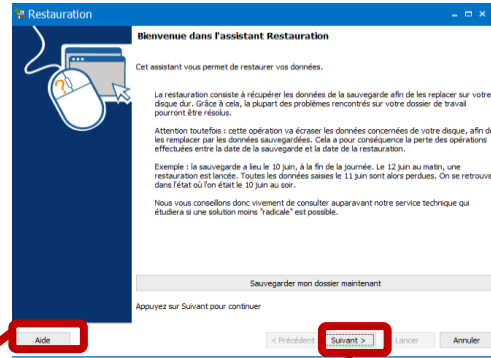 Restauration
Bienvenue dans l'assistant Restauration
Cet assistant vous permet de restaurer vos données.
La restauration consiste à récupérer les données de la sauvegarde afin de les replacer sur votre
disque dur. Grâce à cela, la plupart des problèmes rencontrés sur votre dossier de travail
pourront être résolus.
Attention toutefois : cette opération va écraser les données concernées de votre disque, afin de
les remplacer par les données sauvegardées. Cela a pour conséquence la perte des opérations
effectuées entre la date de la sauvegarde et la date de la restauration.
Exemple : la sauvegarde a lieu le 10 juin, à la fin de la journée. Le 12 juin au matin, une
restauration est lancée. Toutes les données saisies le 11 juin sont alors perdues. On se retrouve
dans l'état où l'on était le 10 juin au soir.
Nous vous conseillons donc vivement de consulter auparavant notre service technique qui
étudiera si une solution moins "radicale" est possible.
Sauvegarder mon dossier maintenant
Appuyez sur Suivant pour continuer
Aide
< Précédent
Suivant >
Lancer
Annuler